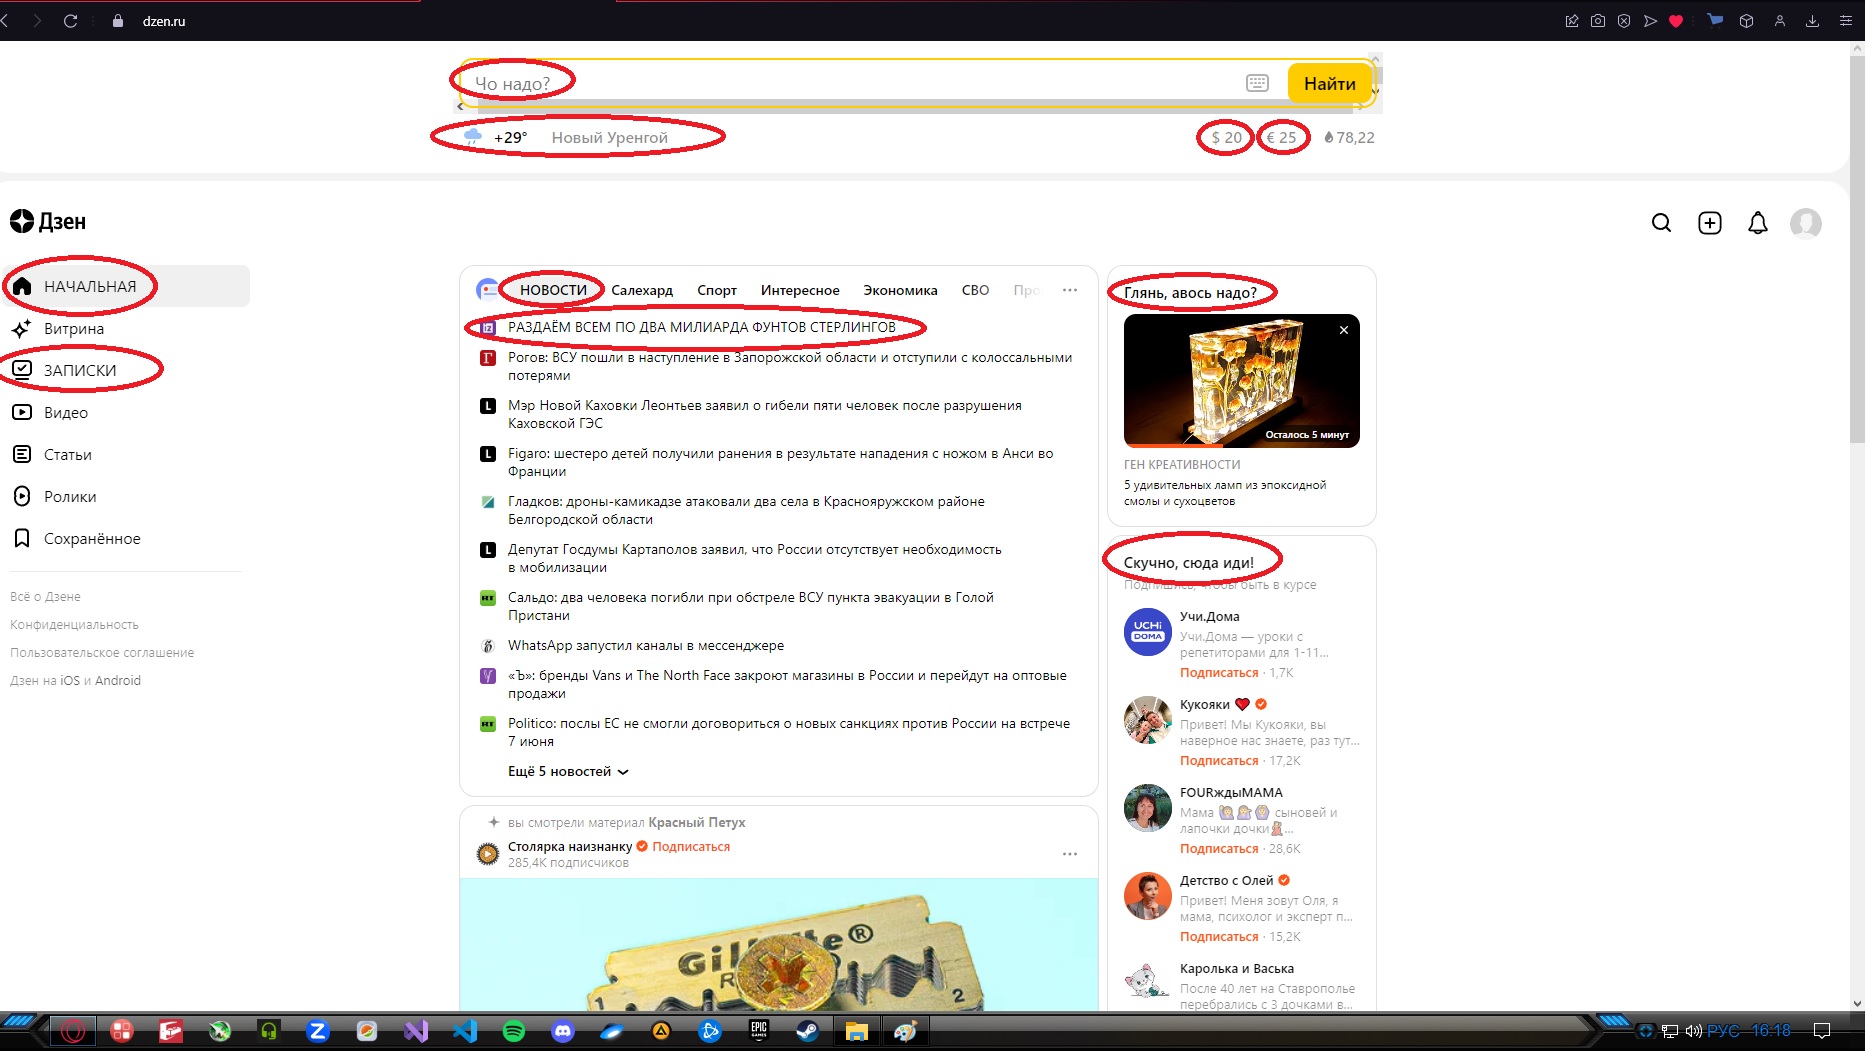 dzen.ru
Чо надо?
Найти
+29° Новый Уренгой
$ 20 € 25 78,22
Дзен
НАЧАЛЬНАЯ
Витрина
ЗАПИСКИ
Видео
Статьи
Ролики
Сохранённое
Всё о Дзене
Конфиденциальность
Пользовательское соглашение
Дзен на iOS и Android
НОВОСТИ Салехард Спорт Интересное Экономика СВО Про
РАЗДАЁМ ВСЕМ ПО ДВА МИЛИАРДА ФУНТОВ СТЕРЛИНГОВ
Рогов: ВСУ пошли в наступление в Запорожской области и отступили с колоссальными
потерями
Мэр Новой Каховки Леонтьев заявил о гибели пяти человек после разрушения
Каховской ГЭС
Figaro: шестеро детей получили ранения в результате нападения с ножом в Анси во
Франции
Гладков: дроны-камикадзе атаковали два села в Краснояружском районе
Белгородской области
Депутат Госдумы Картаполов заявил, что России отсутствует необходимость
в мобилизации
Сальдо: два человека погибли при обстреле ВСУ пункта эвакуации в Голой
Пристани
WhatsApp запустил каналы в мессенджере
«Ъ»: бренды Vans и The North Face закроют магазины в России и перейдут на оптовые
продажи
Politico: послы ЕС не смогли договориться о новых санкциях против России на встрече
7 июня
Ещё 5 новостей
вы смотрели материал Красный Петух
Столярка наизнанку Подписаться
285,4K подписчиков
Gillette®
2
Глянь, авось надо?
Осталось 5 минут
ГЕН КРЕАТИВНОСТИ
5 удивительных ламп из эпоксидной
смолы и сухоцветов
Скучно, сюда иди!
Подпишись, чтобы быть в курсе
UCHi
DOMA
Учи.Дома
Учи.Дома — уроки с
репетиторами для 1-11...
Подписаться · 1,7K
Кукояки
Привет! Мы Кукояки, вы
наверное нас знаете, раз тут...
Подписаться · 17,2K
FOURждыМАМА
Мама сыновей и
лапочки дочки...
Подписаться · 28,6K
Детство с Олей
Привет! Меня зовут Оля, я
мама, психолог и эксперт п...
Подписаться · 15,2K
Каролька и Васька
После 40 лет на Ставрополье
перебрались с 3 дочками в...
EPIC
GAMES
РУС 16:18